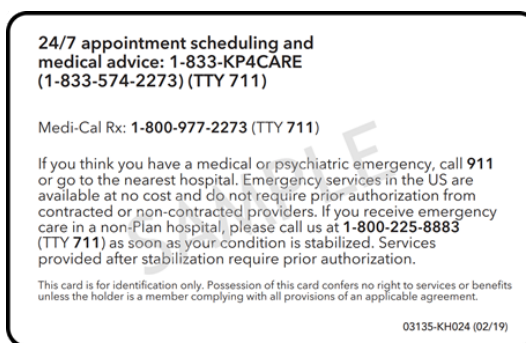 24/7 appointment scheduling and
medical advice: 1-833-KP4CARE
(1-833-574-2273) (TTY 711)
Medi-Cal Rx: 1-800-977-2273 (TTY 711)
If you think you have a medical or psychiatric emergency, call 911
or go to the nearest hospital. Emergency services in the US are
available at no cost and do not require prior authorization from
contracted or non-contracted providers. If you receive emergency
care in a non-Plan hospital, please call us at 1-800-225-8883
(TTY 711) as soon as your condition is stabilized. Services
provided after stabilization require prior authorization.
This card is for identification only. Possession of this card confers no right to services or benefits
unless the holder is a member complying with all provisions of an applicable agreement.
03135-KH024 (02/19)
SAMPLE